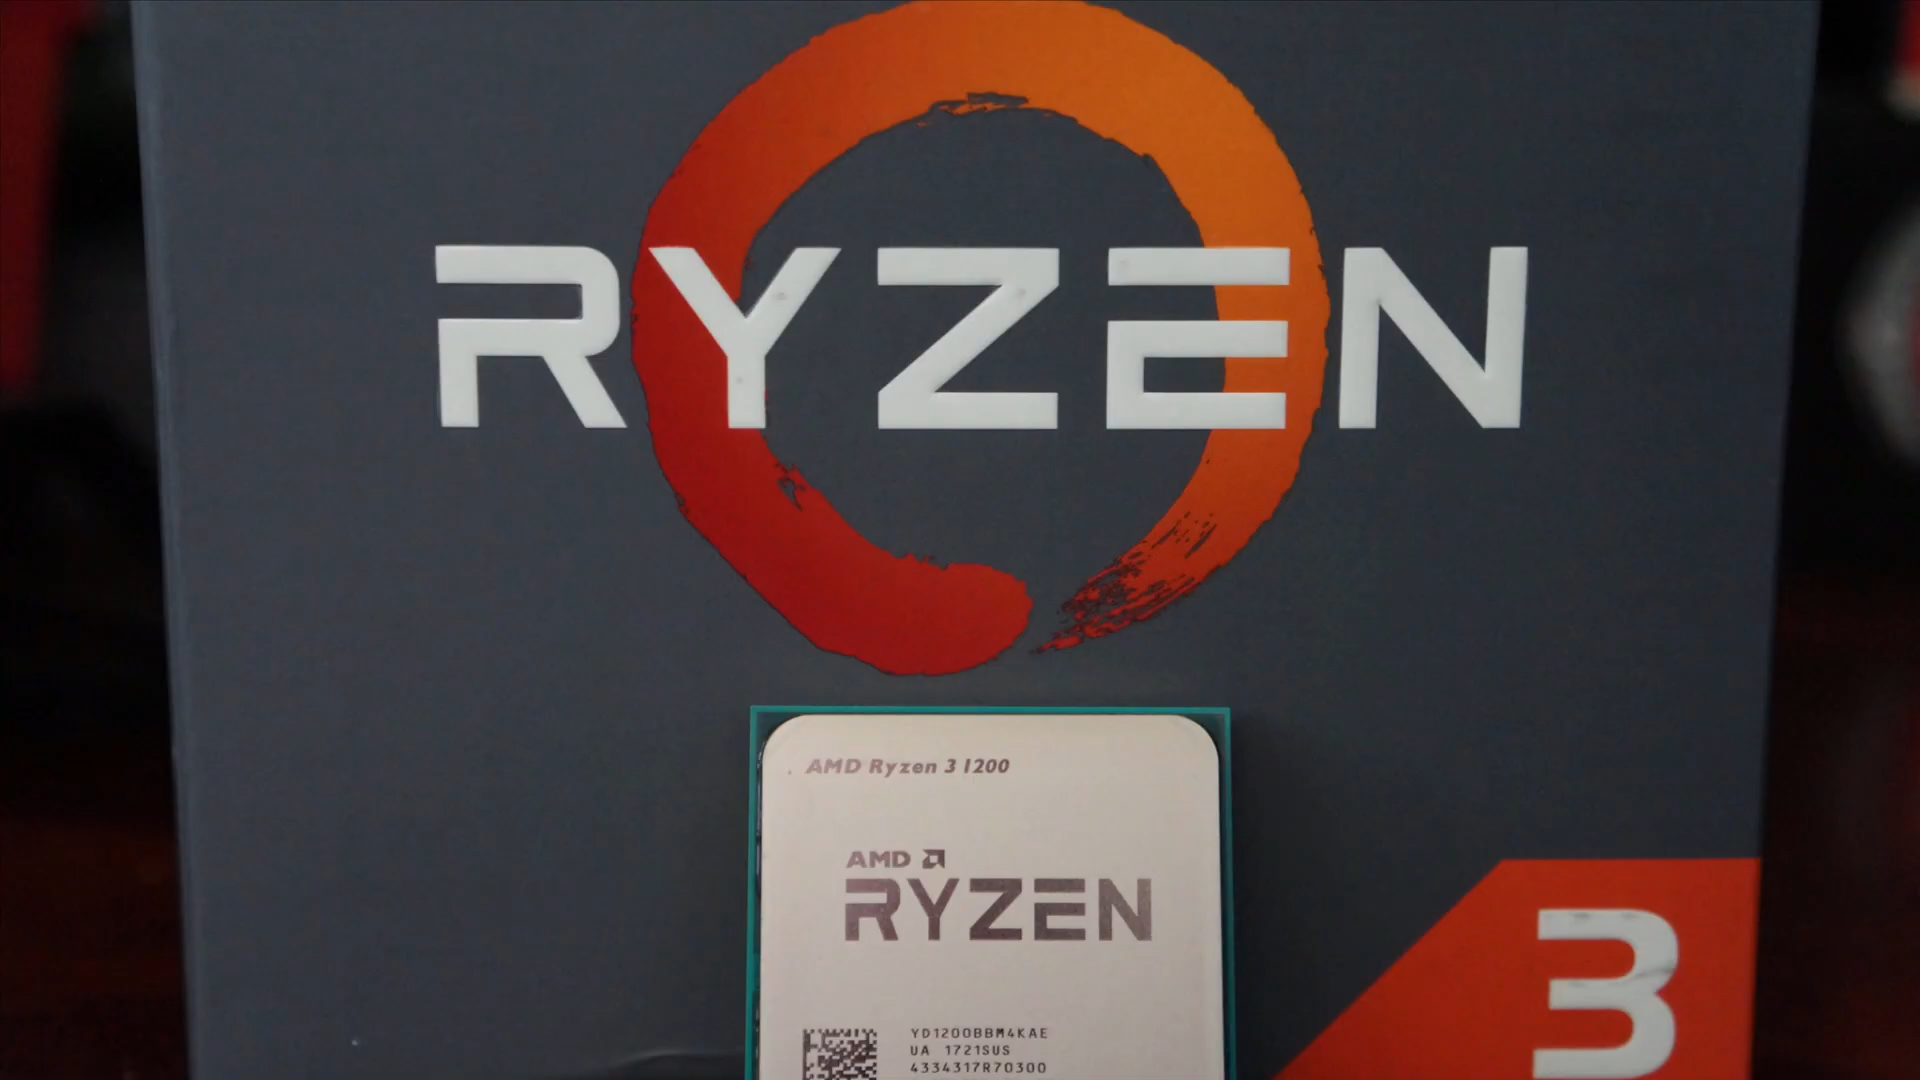 RYZEN
AMD Ryzen 3 1200
AMD
RYZEN
3
YD1200BBM4KAE
UA 1721SUS
4334317R70300